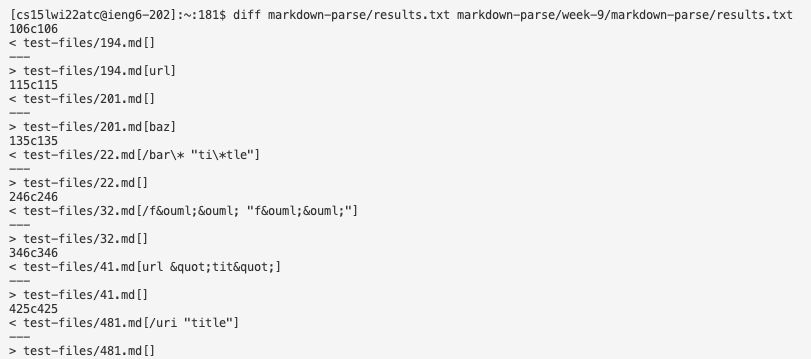 [cs15lwi22atc@ieng6-202]:~:181$ diff markdown-parse/results.txt markdown-parse/week-9/markdown-parse/results.txt
106c106
< test-files/194.md[]
---
> test-files/194.md[url]
115c115
< test-files/201.md[]
---
> test-files/201.md[baz]
135c135
< test-files/22.md[/bar\* "ti\*tle"]
---
> test-files/22.md[]
246c246
< test-files/32.md[/f&ouml;&ouml; "f&ouml;&ouml;"]
---
> test-files/32.md[]
346c346
< test-files/41.md[url &quot;tit&quot;]
---
> test-files/41.md[]
425c425
< test-files/481.md[/uri "title"]
---
> test-files/481.md[]